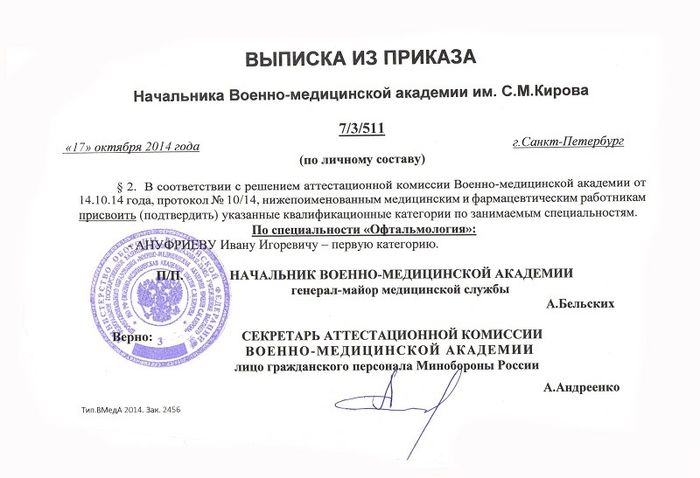 ВЫПИСКА ИЗ ПРИКАЗА
Начальника Военно-медицинской академии им. С.М.Кирова
7/3/511
«17» октября 2014 года
г.Санкт-Петербург
(по личному составу)
§ 2. В соответствии с решением аттестационной комиссии Военно-медицинской академии от
14.10.14 года, протокол № 10/14, нижепоименованным медицинским и фармацевтическим работникам
присвоить (подтвердить) указанные квалификационные категории по занимаемым специальностям.
По специальности «Офтальмология»:
- АНУФРИЕВУ Ивану Игоревичу – первую категорию.
П/П. НАЧАЛЬНИК ВОЕННО-МЕДИЦИНСКОЙ АКАДЕМИИ
генерал-майор медицинской службы
А.Бельских
Верно: СЕКРЕТАРЬ АТТЕСТАЦИОННОЙ КОМИССИИ
ВОЕННО-МЕДИЦИНСКОЙ АКАДЕМИИ
лицо гражданского персонала Минобороны России
А.Андреенко
Тип.ВМедА 2014. Зак. 2456
МИНИСТЕРСТВО ОБОРОНЫ РОССИЙСКОЙ ФЕДЕРАЦИИ
3